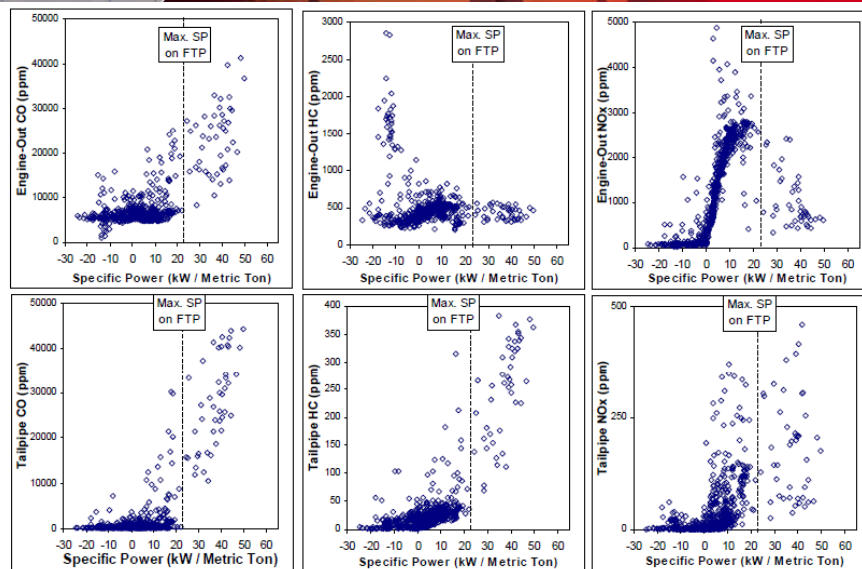 50000
40000
30000
20000
10000
0
Engine-Out CO (ppm)
Max. SP
on FTP
-30 -20 -10 0 10 20 30 40 50 60
Specific Power (kW / Metric Ton)
3500
3000
2500
2000
1500
1000
500
0
Engine-Out HC (ppm)
Max. SP
on FTP
-30 -20 -10 0 10 20 30 40 50 60
Specific Power (kW / Metric Ton)
5000
4000
3000
2000
1000
0
Engine-Out NOx (ppm)
Max. SP
on FTP
-30 -20 -10 0 10 20 30 40 50 60
Specific Power (kW / Metric Ton)
50000
40000
30000
20000
10000
0
Tailpipe CO (ppm)
Max. SP
on FTP
-30 -20 -10 0 10 20 30 40 50 60
Specific Power (kW / Metric Ton)
400
350
300
250
200
150
100
50
0
Tailpipe HC (ppm)
Max. SP
on FTP
-30 -20 -10 0 10 20 30 40 50 60
Specific Power (kW / Metric Ton)
500
250
0
Tailpipe NOx (ppm)
Max. SP
on FTP
-30 -20 -10 0 10 20 30 40 50 60
Specific Power (kW / Metric Ton)